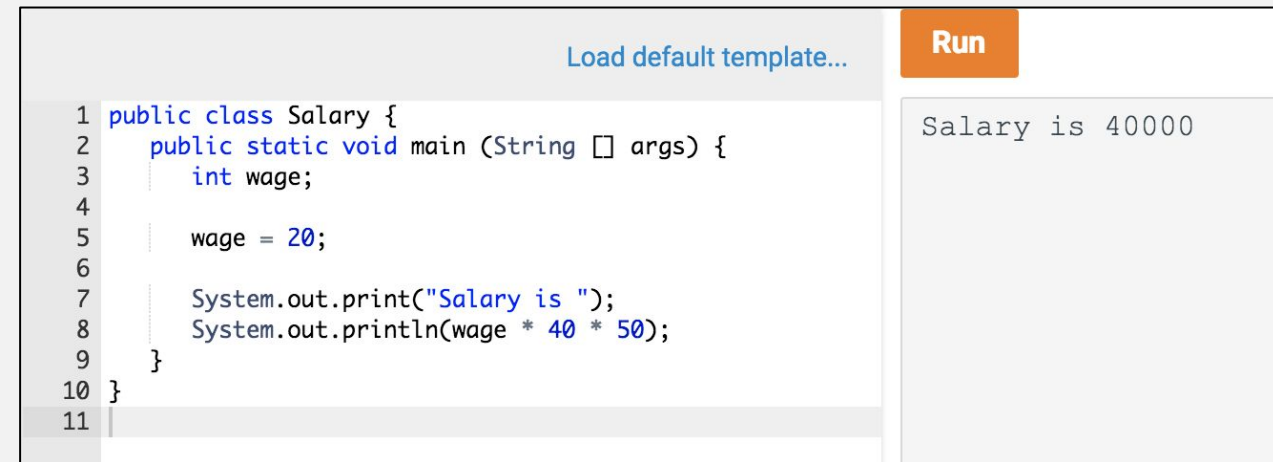 Load default template...
Run
1 public class Salary {
2 public static void main (String [] args) {
3 int wage;
4
5 wage = 20;
6
7 System.out.print("Salary is ");
8 System.out.println(wage * 40 * 50);
9 }
10 }
11
Salary is 40000